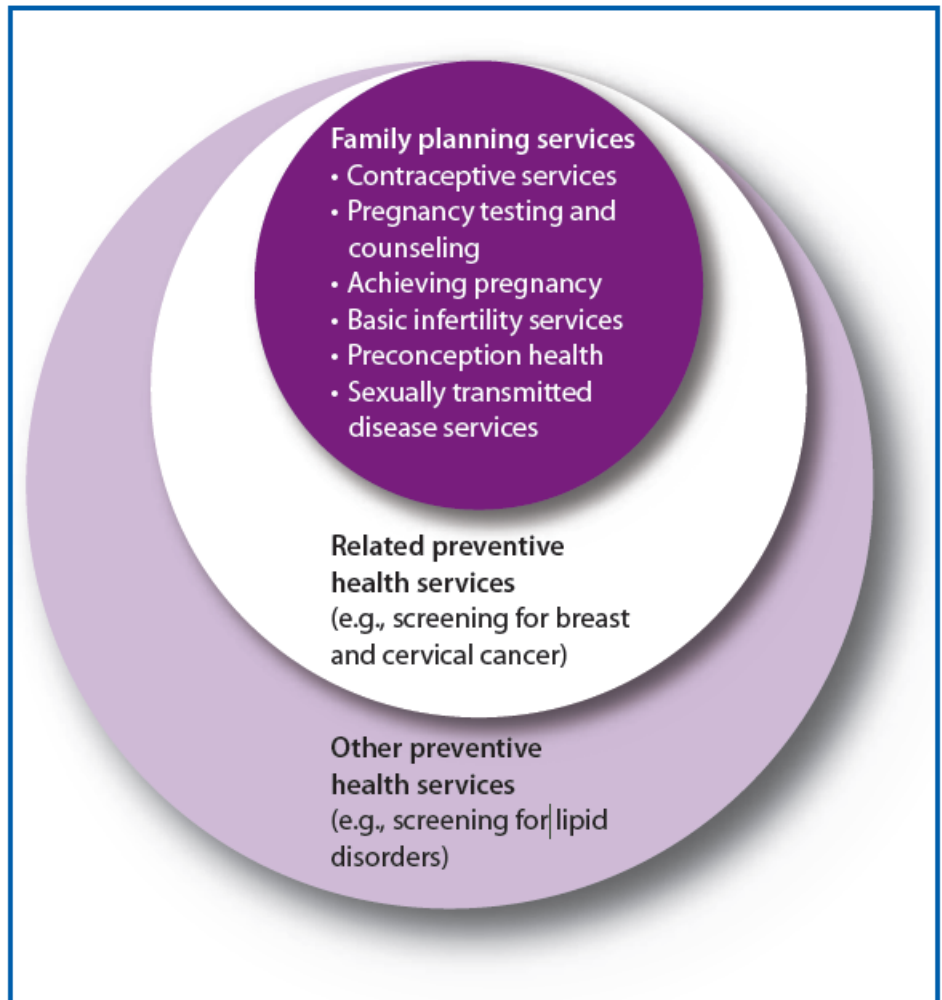 Family planning services
• Contraceptive services
• Pregnancy testing and
counseling
• Achieving pregnancy
• Basic infertility services
• Preconception health
• Sexually transmitted
disease services
Related preventive
health services
(e.g., screening for breast
and cervical cancer)
Other preventive
health services
(e.g., screening for lipid
disorders)